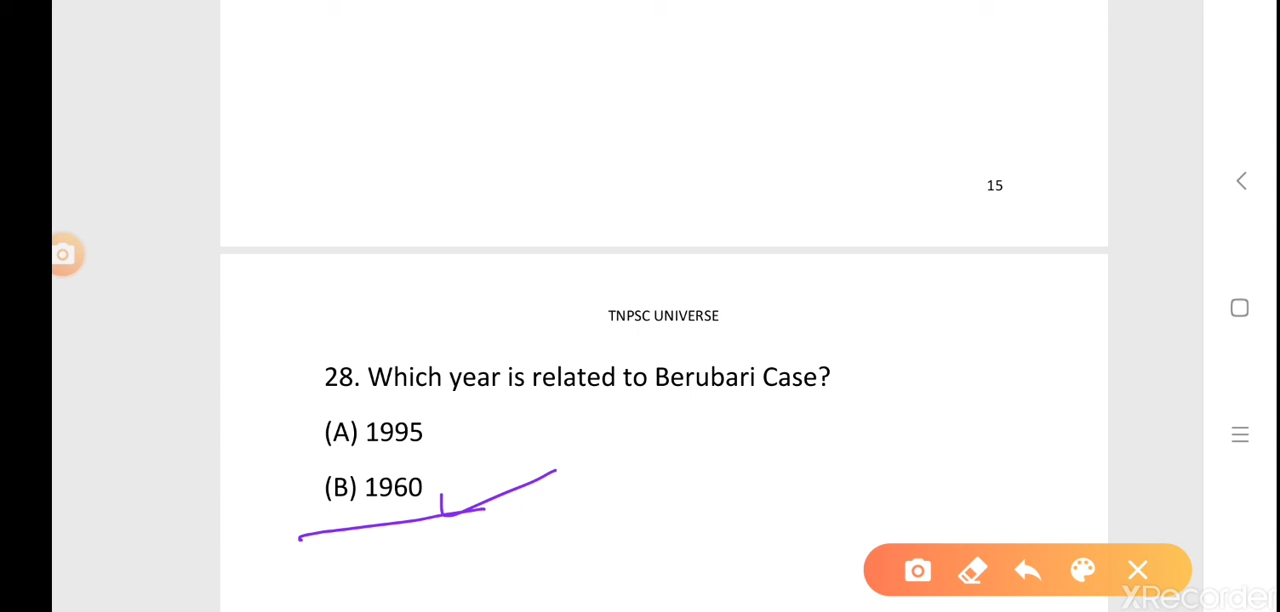 15
TNPSC UNIVERSE
28. Which year is related to Berubari Case?
(A) 1995
(B) 1960
XRecorder